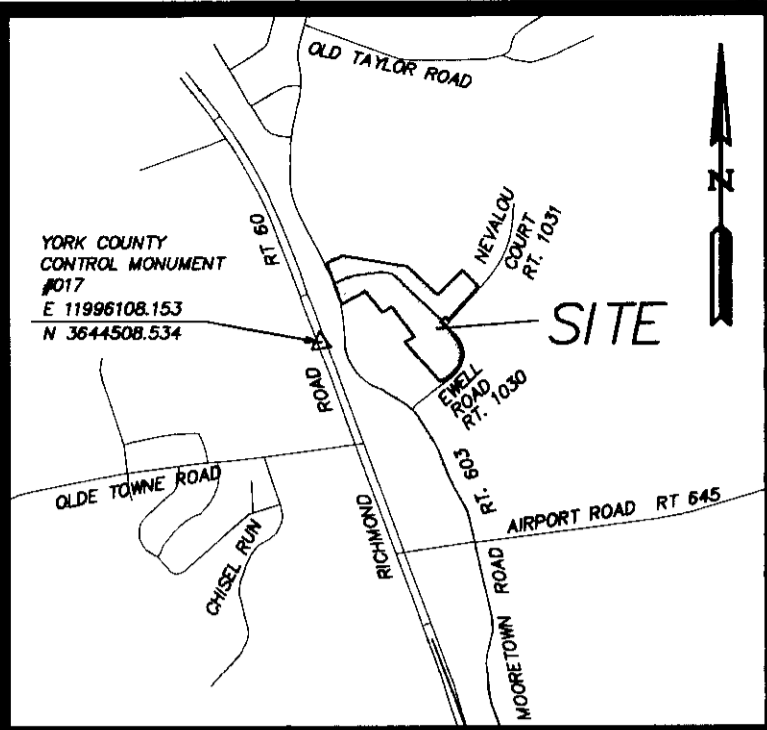 OLD TAYLOR ROAD
N
NEVALOU
COURT
RT. 1031
RT 60
YORK COUNTY
CONTROL MONUMENT
#017
E 11996108.153
N 3644508.534
SITE
ROAD
EWELL
ROAD
RT. 1030
OLDE TOWNE ROAD
RT. 603
AIRPORT ROAD RT 645
RICHMOND
CHISEL RUN
MOORETOWN ROAD